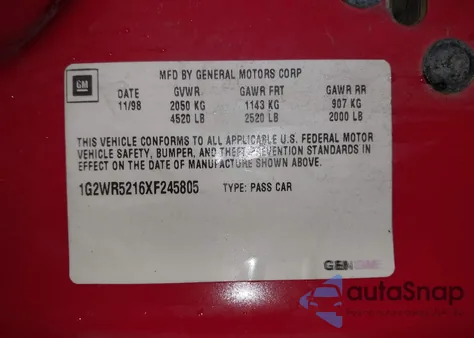 GM
MFD BY GENERAL MOTORS CORP
DATE GVWR GAWR FRT GAWR RR
11/98 2050 KG 1143 KG 907 KG
4520 LB 2520 LB 2000 LB
THIS VEHICLE CONFORMS TO ALL APPLICABLE U.S. FEDERAL MOTOR
VEHICLE SAFETY, BUMPER, AND THEFT PREVENTION STANDARDS IN
EFFECT ON THE DATE OF MANUFACTURE SHOWN ABOVE.
1G2WR5216XF245805 TYPE: PASS CAR
autoSnap